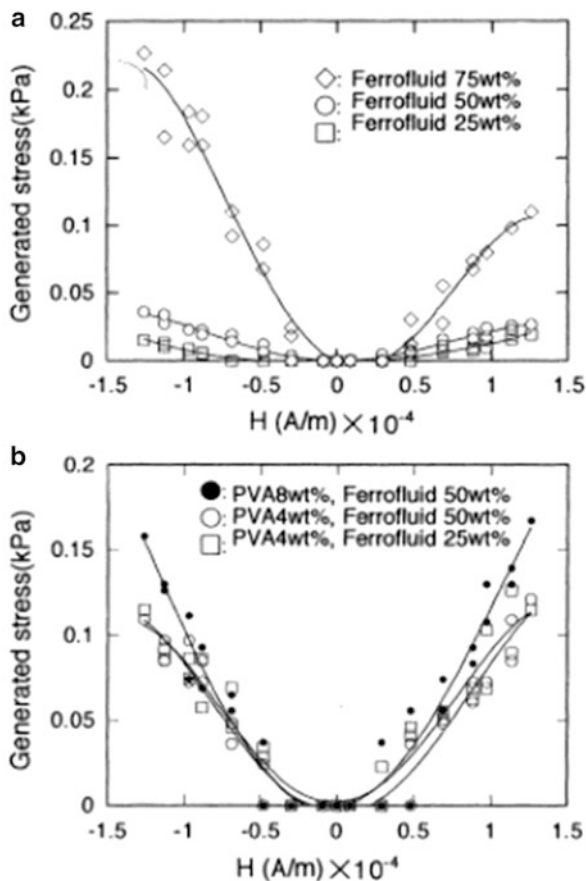 a
0.25
◇: Ferrofluid 75wt%
0.2
○: Ferrofluid 50wt%
□: Ferrofluid 25wt%
0.15
0.1
0.05
0
Generated stress(kPa)
-1.5 -1 -0.5 0 0.5 1 1.5
H (A/m) ×10⁻⁴
b
0.2
●: PVA8wt%, Ferrofluid 50wt%
○: PVA4wt%, Ferrofluid 50wt%
□: PVA4wt%, Ferrofluid 25wt%
0.15
0.1
0.05
0
Generated stress(kPa)
-1.5 -1 -0.5 0 0.5 1 1.5
H (A/m) ×10⁻⁴